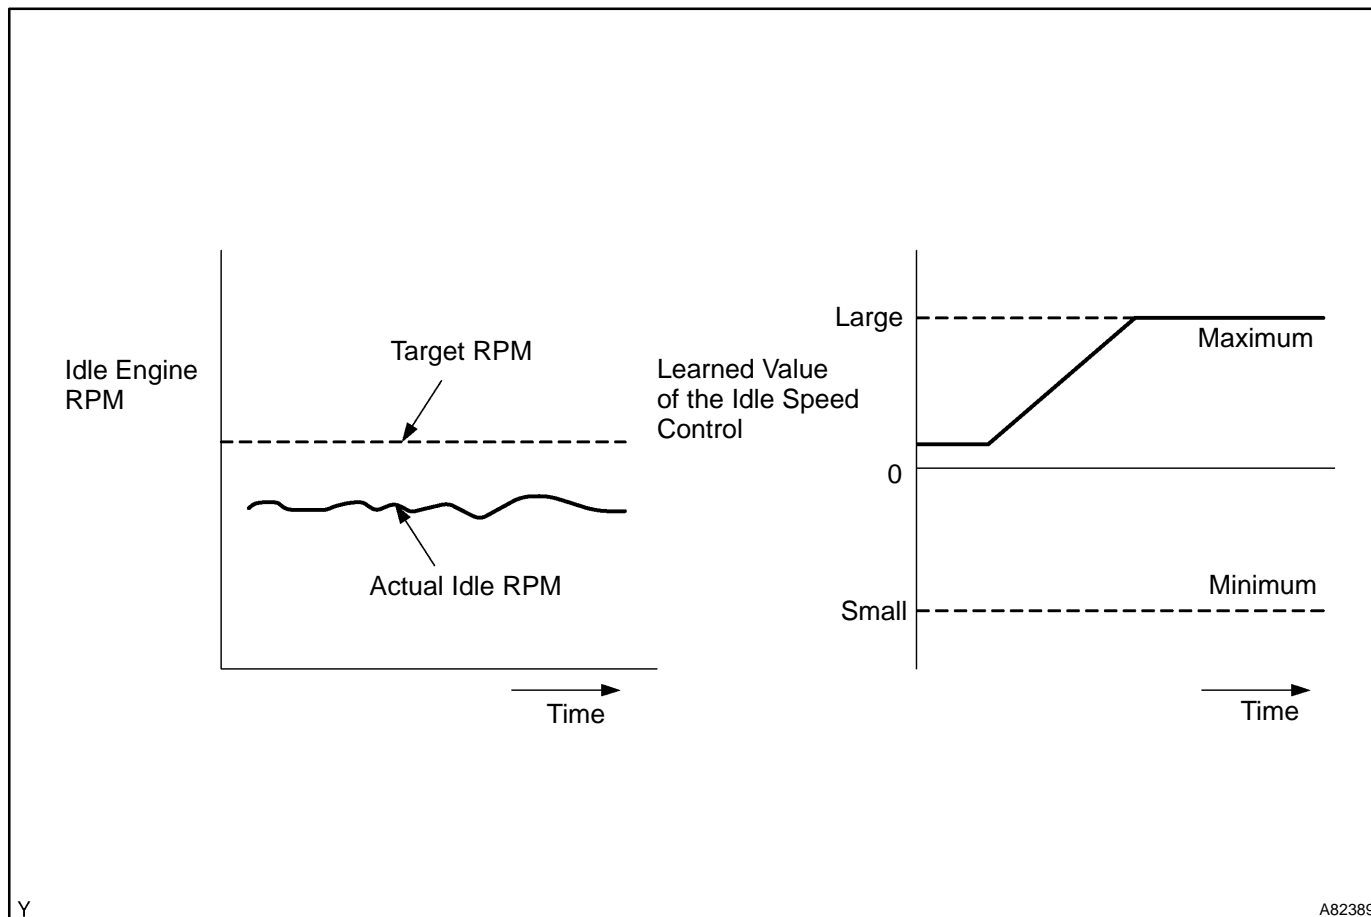 Idle Engine
RPM
Target RPM
Actual Idle RPM
Time
Learned Value
of the Idle Speed
Control
Large
Maximum
0
Minimum
Small
Time
Y
A82389